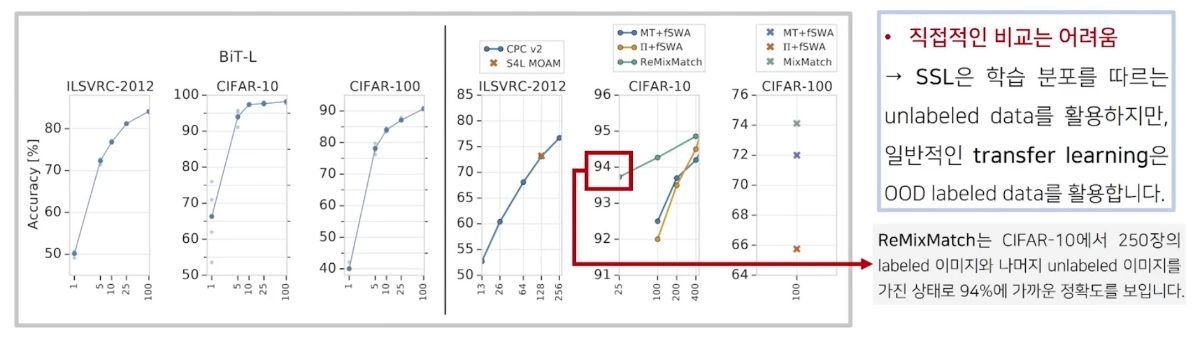 BiT-L
ILSVRC-2012
CIFAR-10
CIFAR-100
Accuracy [%]
80
70
60
50
1
5
10
25
100
100
95
90
85
80
75
70
65
60
55
50
1
5
10
25
100
90
80
70
60
50
40
1
5
10
25
100
CPC v2
S4L MOAM
ILSVRC-2012
85
80
75
70
65
60
55
50
13
26
64
128
256
MT+fSWA
Π+fSWA
ReMixMatch
CIFAR-10
96
95
94
93
92
91
25
100
200
400
MT+fSWA
Π+fSWA
MixMatch
CIFAR-100
76
74
72
70
68
66
64
100
• 직접적인 비교는 어려움
→ SSL은 학습 분포를 따르는
unlabeled data를 활용하지만,
일반적인 transfer learning은
OOD labeled data를 활용합니다.
ReMixMatch는 CIFAR-10에서 250장의
labeled 이미지와 나머지 unlabeled 이미지를
가진 상태로 94%에 가까운 정확도를 보입니다.